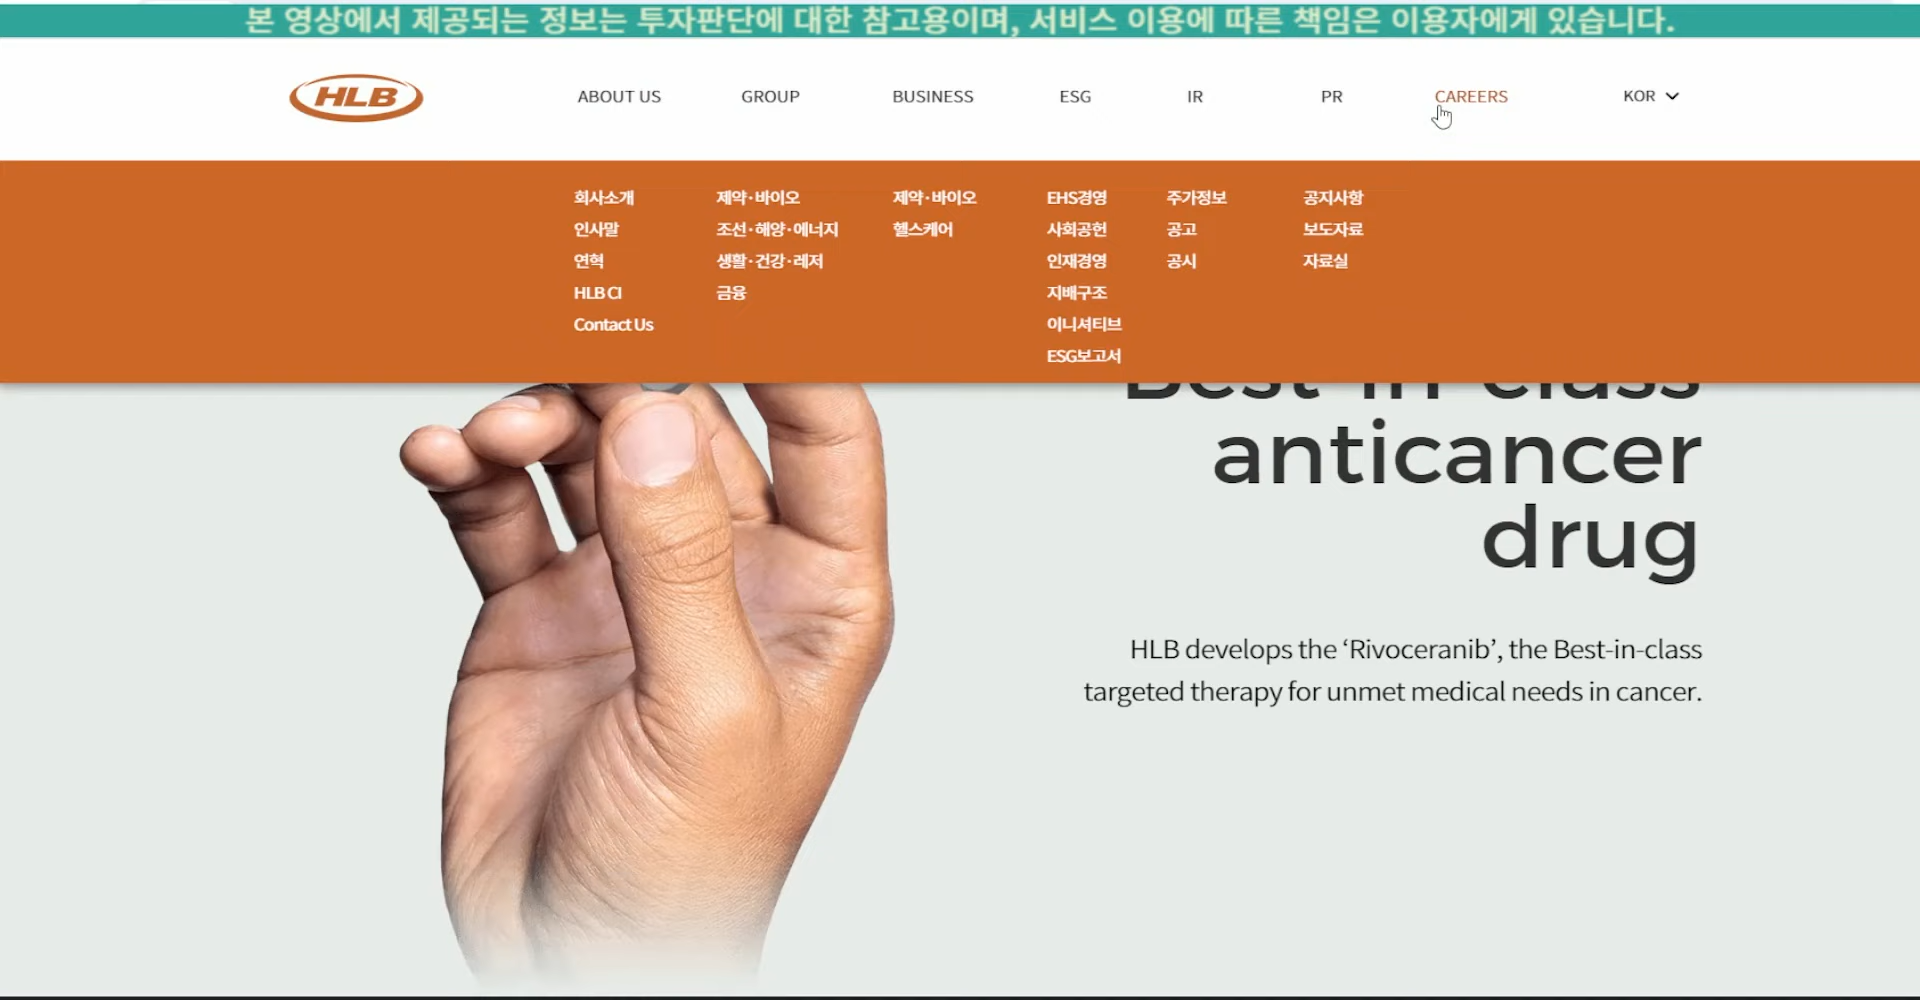 본 영상에서 제공되는 정보는 투자판단에 대한 참고용이며, 서비스 이용에 따른 책임은 이용자에게 있습니다.
HLB
ABOUT US GROUP BUSINESS ESG IR PR CAREERS KOR
회사소개 제약·바이오 제약·바이오 EHS경영 주가정보 공지사항
인사말 조선·해양·에너지 헬스케어 사회공헌 공고 보도자료
연혁 생활·건강·레저 인재경영 공시 자료실
HLB CI 금융 지배구조
Contact Us 이니셔티브
ESG보고서
Best-in-class
anticancer
drug
HLB develops the ‘Rivoceranib’, the Best-in-class
targeted therapy for unmet medical needs in cancer.